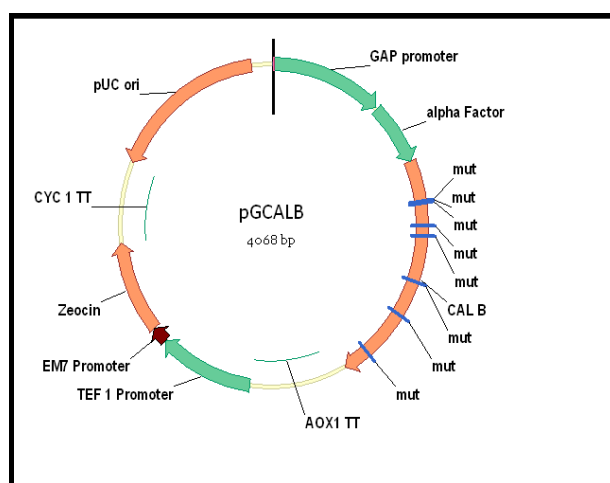 GAP promoter
pUC ori
alpha Factor
mut
mut
CYC 1 TT
pGCALB
mut
4068 bp
mut
mut
Zeocin
CAL B
mut
EM7 Promoter
mut
TEF 1 Promoter
mut
AOX1 TT